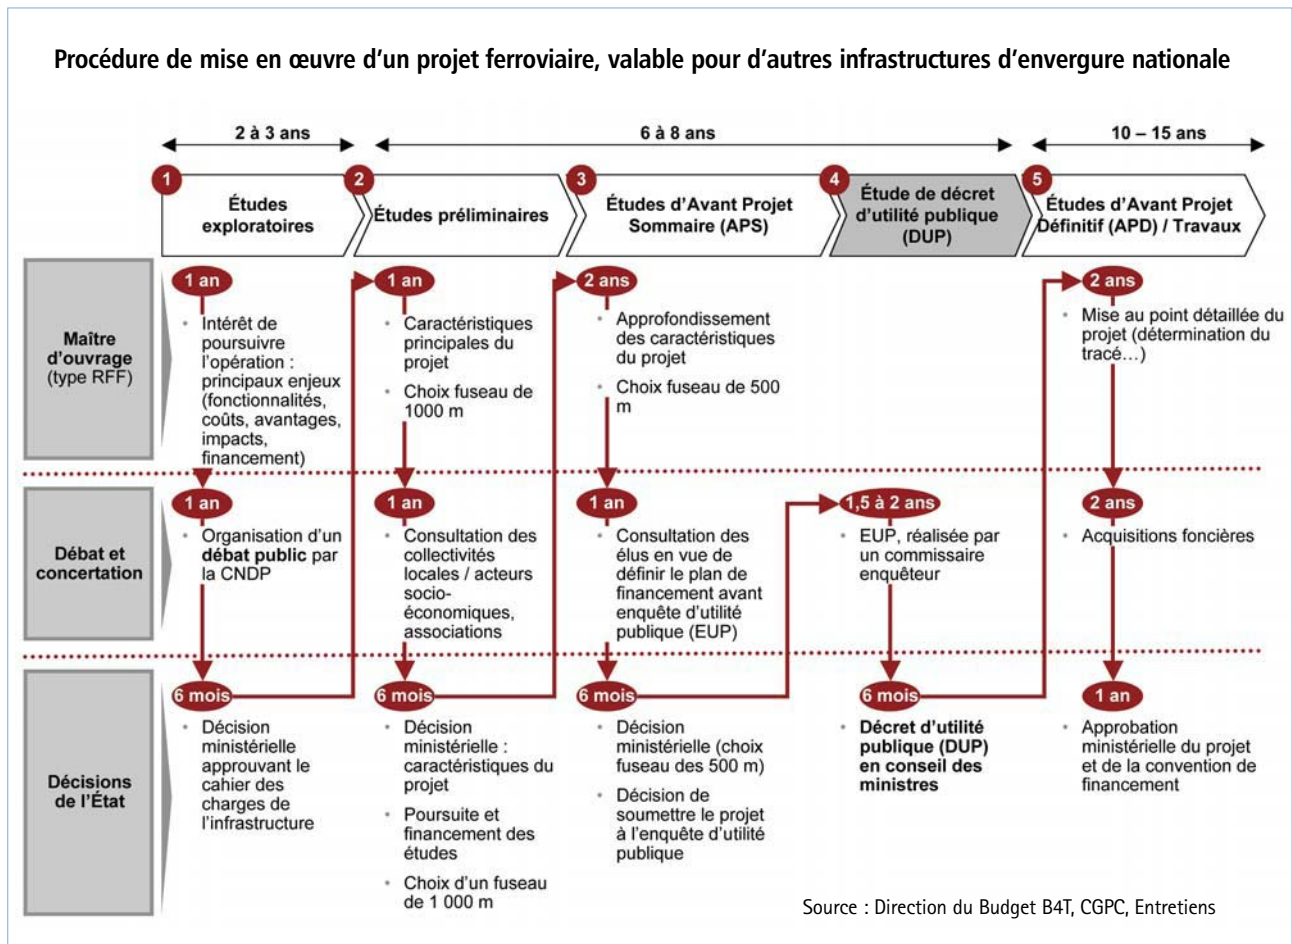 Procédure de mise en œuvre d'un projet ferroviaire, valable pour d'autres infrastructures d'envergure nationale
2 à 3 ans
6 à 8 ans
10 – 15 ans
1
Études
exploratoires
2
Études préliminaires
3
Études d'Avant Projet
Sommaire (APS)
4
Étude de décret
d'utilité publique
(DUP)
5
Études d'Avant Projet
Définitif (APD) / Travaux
Maître
d'ouvrage
(type RFF)
1 an
• Intérêt de
poursuivre
l'opération :
principaux enjeux
(fonctionnalités,
coûts, avantages,
impacts,
financement)
1 an
• Caractéristiques
principales du
projet
• Choix fuseau de
1000 m
2 ans
• Approfondissement
des caractéristiques
du projet
• Choix fuseau de 500
m
2 ans
• Mise au point détaillée du
projet (détermination du
tracé…)
Débat et
concertation
1 an
• Organisation d'un
débat public par
la CNDP
1 an
• Consultation des
collectivités
locales / acteurs
socio-
économiques,
associations
1 an
• Consultation des
élus en vue de
définir le plan de
financement avant
enquête d'utilité
publique (EUP)
1,5 à 2 ans
• EUP, réalisée par
un commissaire
enquêteur
2 ans
• Acquisitions foncières
Décisions
de l'État
6 mois
• Décision
ministérielle
approuvant le
cahier des
charges de
l'infrastructure
6 mois
• Décision
ministérielle :
caractéristiques du
projet
• Poursuite et
financement des
études
• Choix d'un fuseau
de 1 000 m
6 mois
• Décision
ministérielle (choix
fuseau des 500 m)
• Décision de
soumettre le projet
à l'enquête d'utilité
publique
6 mois
• Décret d'utilité
publique (DUP)
en conseil des
ministres
1 an
• Approbation
ministérielle du projet
et de la convention de
financement
Source : Direction du Budget B4T, CGPC, Entretiens